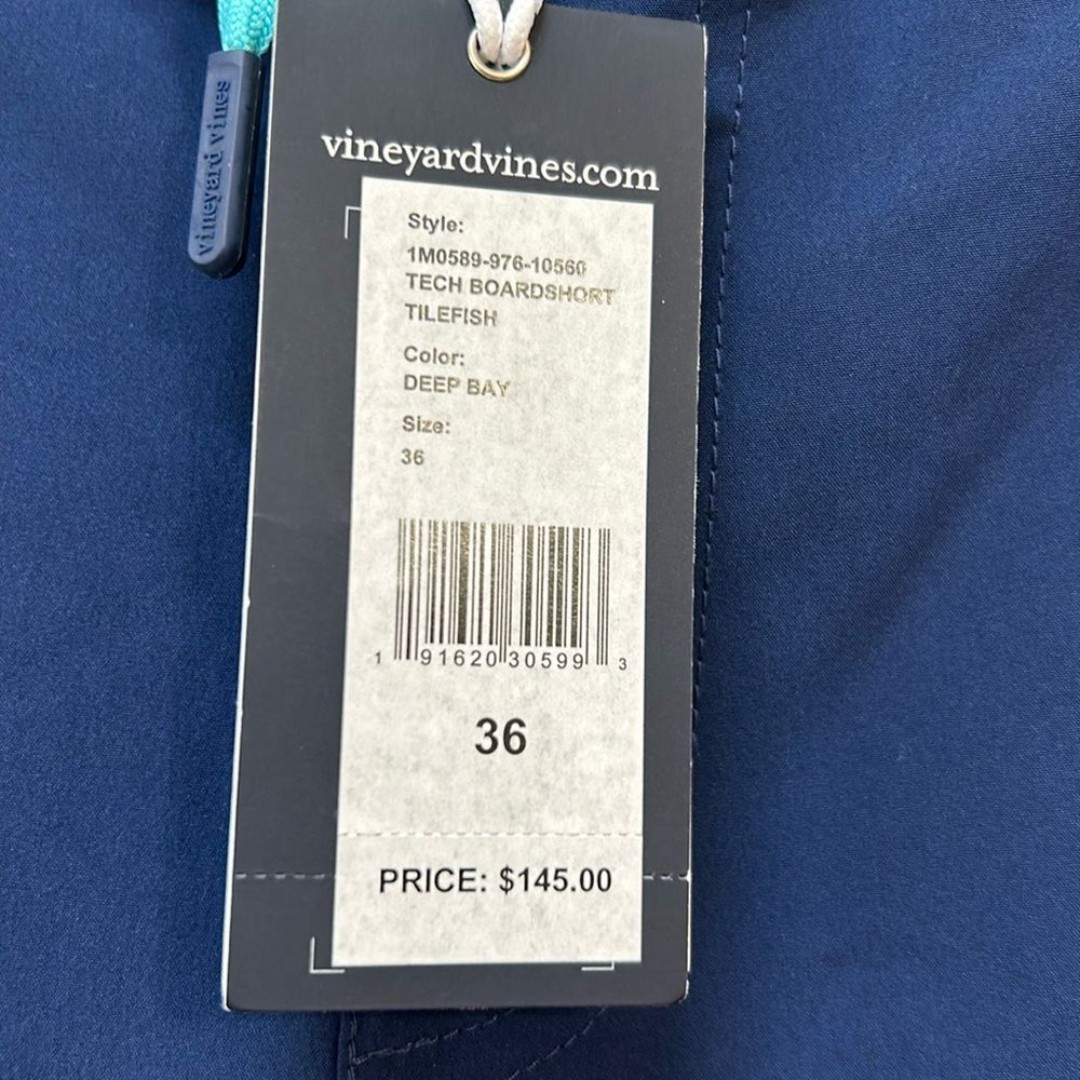 vineyard vines
vineyardvines.com
Style:
1M0589-976-10560
TECH BOARDSHORT
TILEFISH
Color:
DEEP BAY
Size:
36
1 91620 30599 3
36
PRICE: $145.00